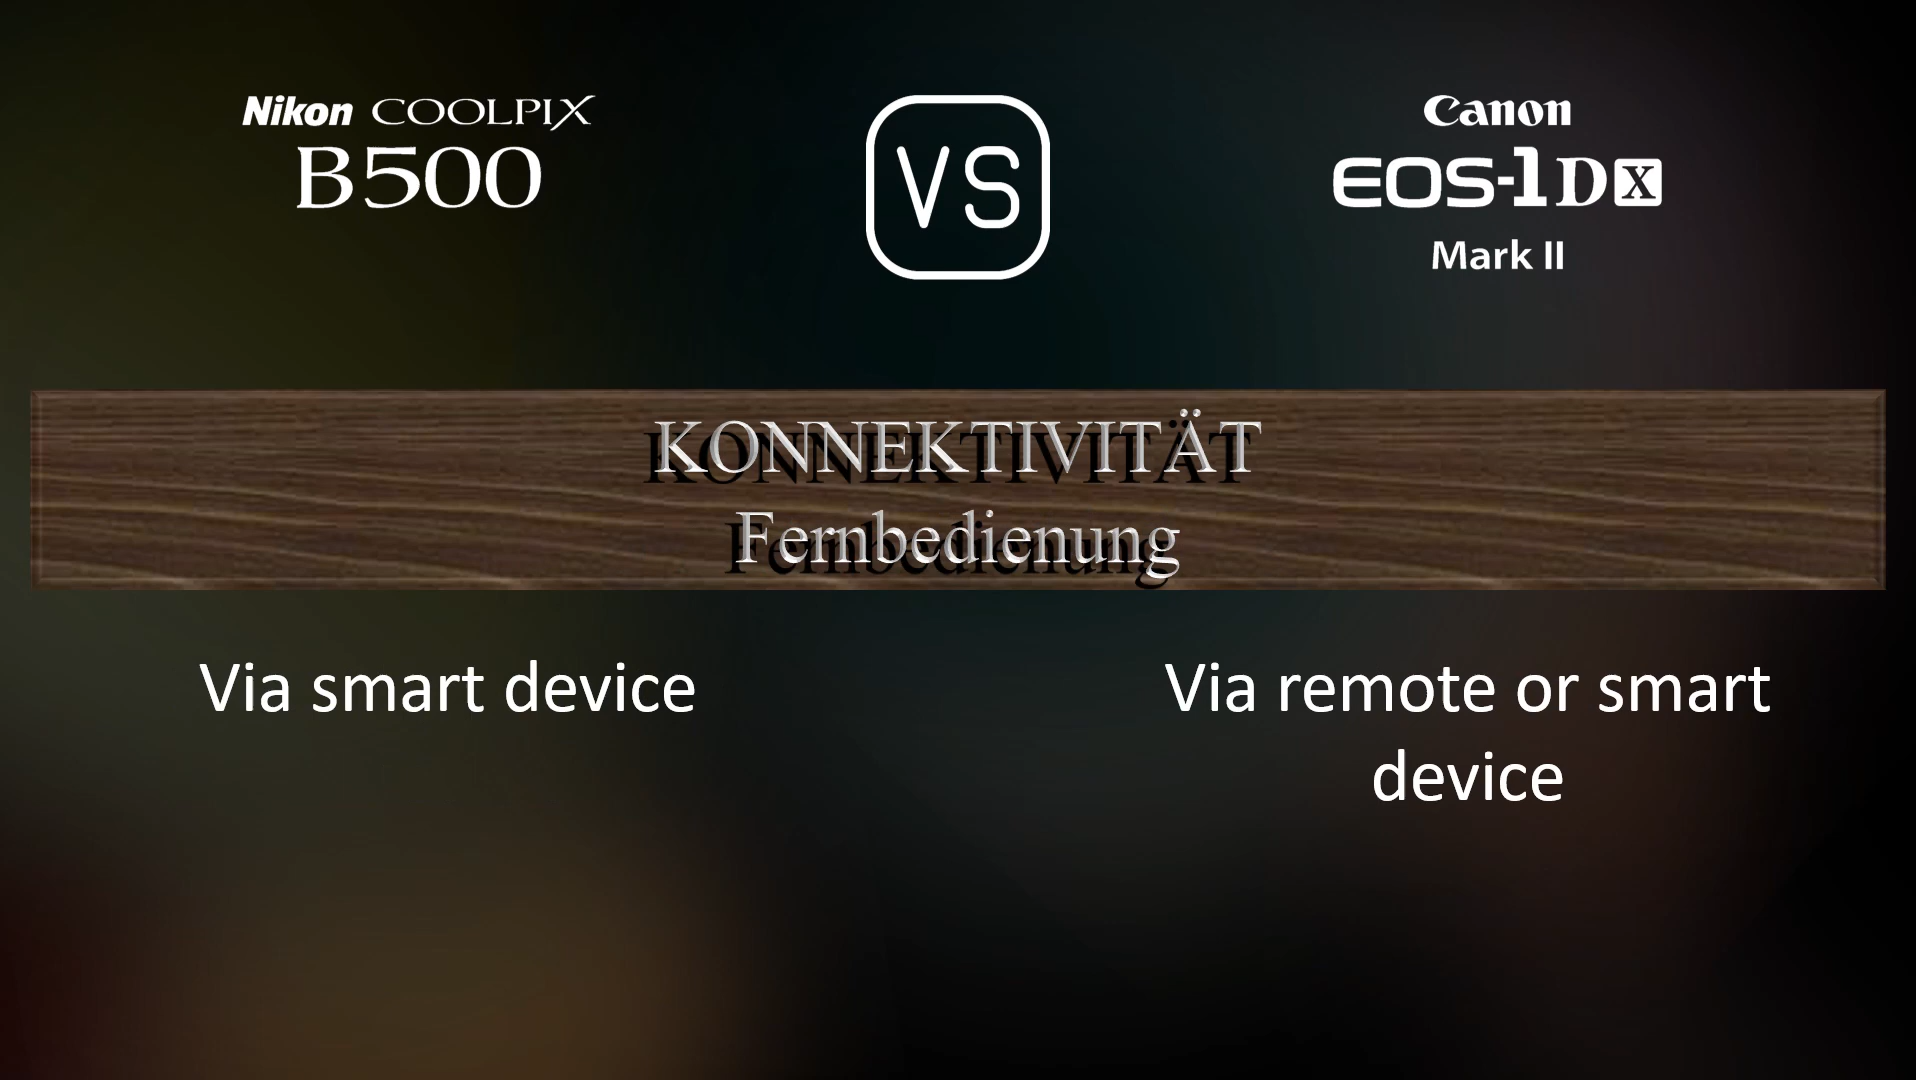 Nikon COOLPIX
B500
VS
Canon
EOS-1DX
Mark II
KONNEKTIVITÄT
Fernbedienung
Via smart device
Via remote or smart
device